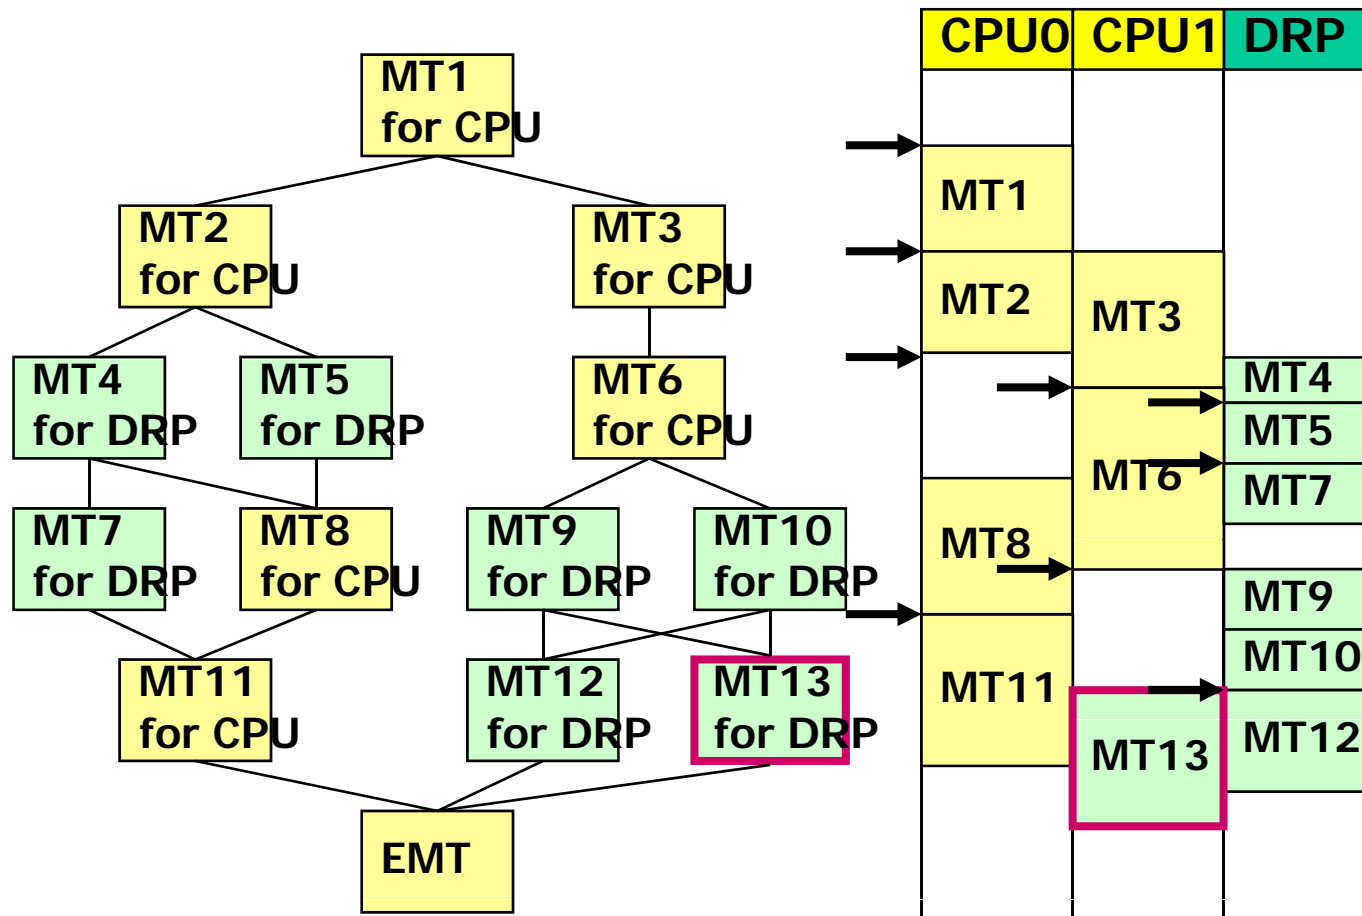 MT1
for CPU
MT2
for CPU
MT3
for CPU
MT4
for DRP
MT5
for DRP
MT6
for CPU
MT7
for DRP
MT8
for CPU
MT9
for DRP
MT10
for DRP
MT11
for CPU
MT12
for DRP
MT13
for DRP
EMT
CPU0 CPU1 DRP
MT1
MT2
MT3
MT4
MT5
MT6
MT7
MT8
MT9
MT10
MT11
MT12
MT13